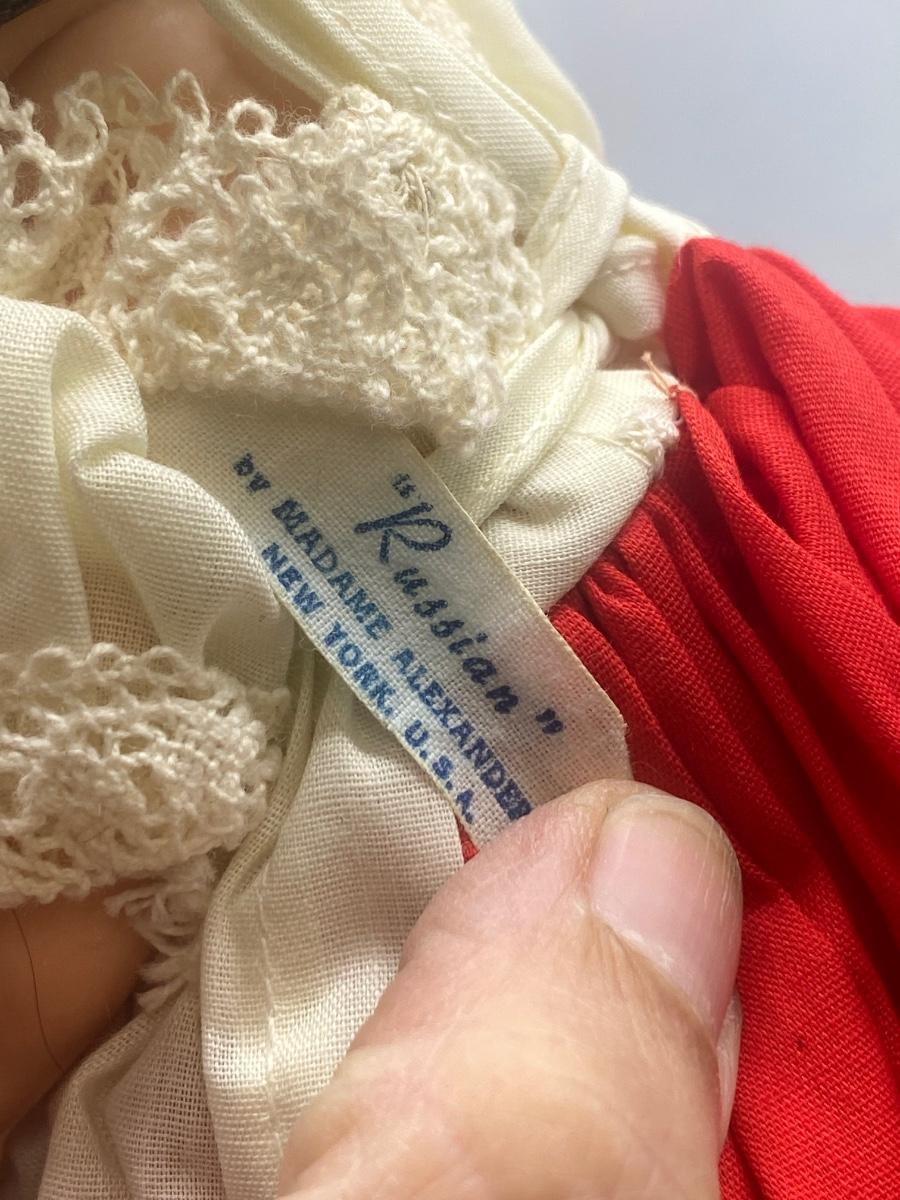 "Russian"
by MADAME ALEXANDER
NEW YORK, U.S.A.